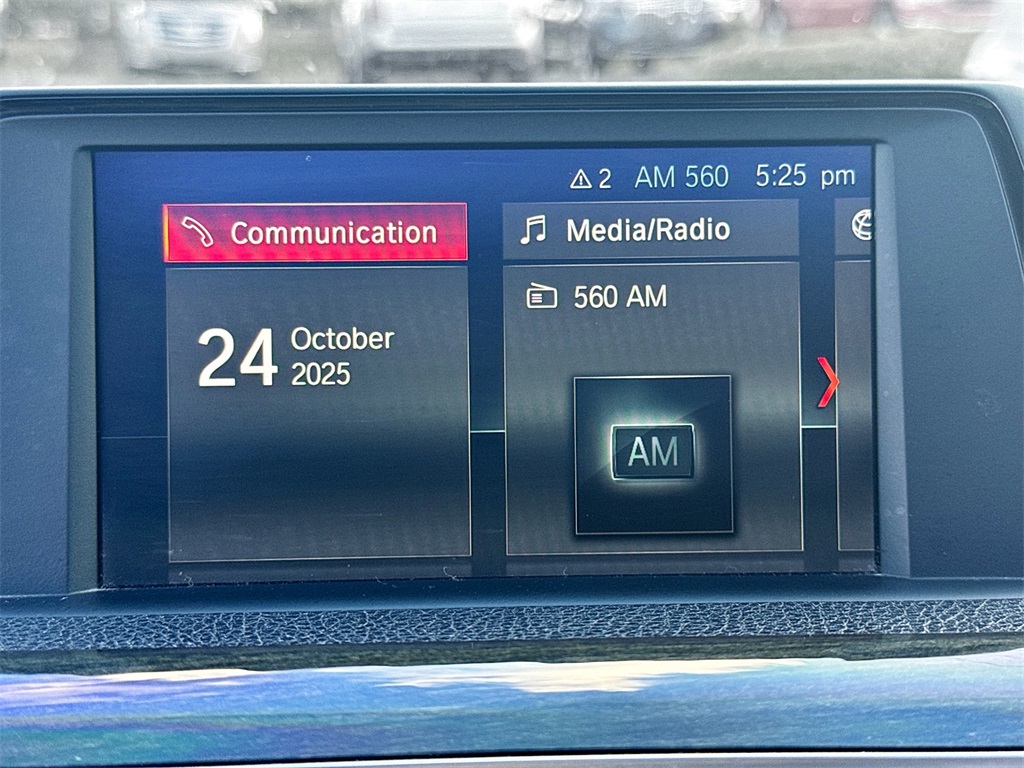 2 AM 560 5:25 pm
Communication
Media/Radio
24 October
2025
560 AM
AM